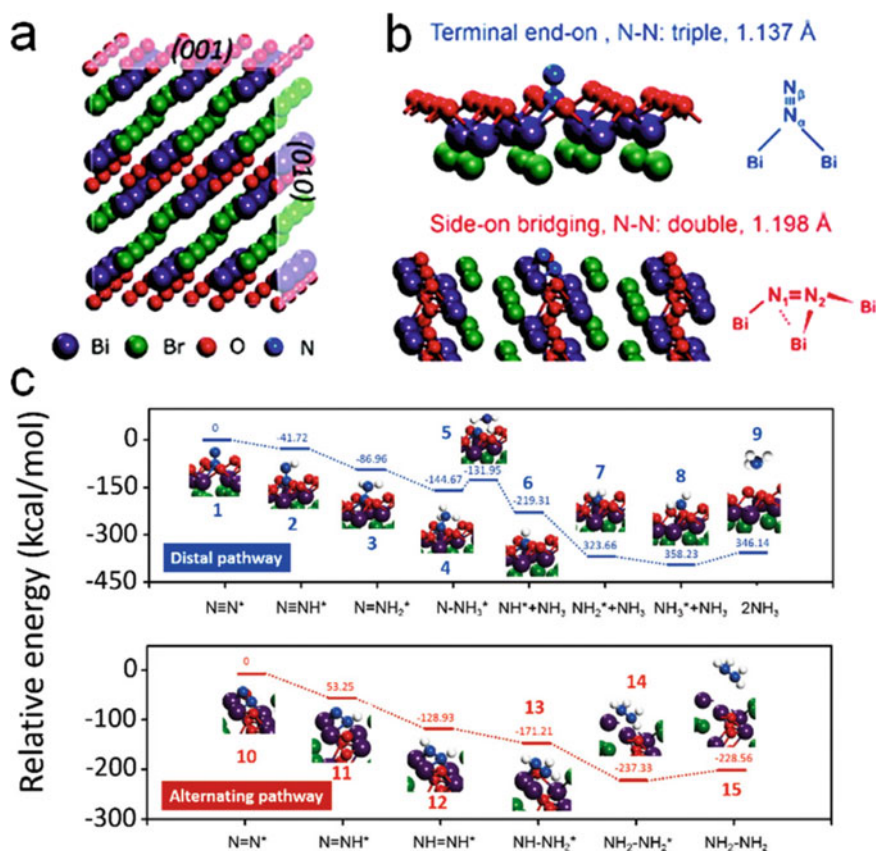 a
(001)
(010)
Bi Br O N
b
Terminal end-on , N-N: triple, 1.137 Å
Nβ
Nα
Bi Bi
Side-on bridging, N-N: double, 1.198 Å
N1=N2
Bi Bi
Bi
c
Relative energy (kcal/mol)
0
-150
-300
-450
0
-41.72
-86.96
-144.67
-131.95
-219.31
323.66
358.23
346.14
1
2
3
4
5
6
7
8
9
Distal pathway
N≡N* N≡NH* N=NH2* N-NH3* NH*+NH3 NH2*+NH3 NH3*+NH3 2NH3
0
-100
-200
-300
0
53.25
-128.93
-171.21
-237.33
-228.56
10
11
12
13
14
15
Alternating pathway
N=N* N=NH* NH=NH* NH-NH2* NH2-NH2* NH2-NH2